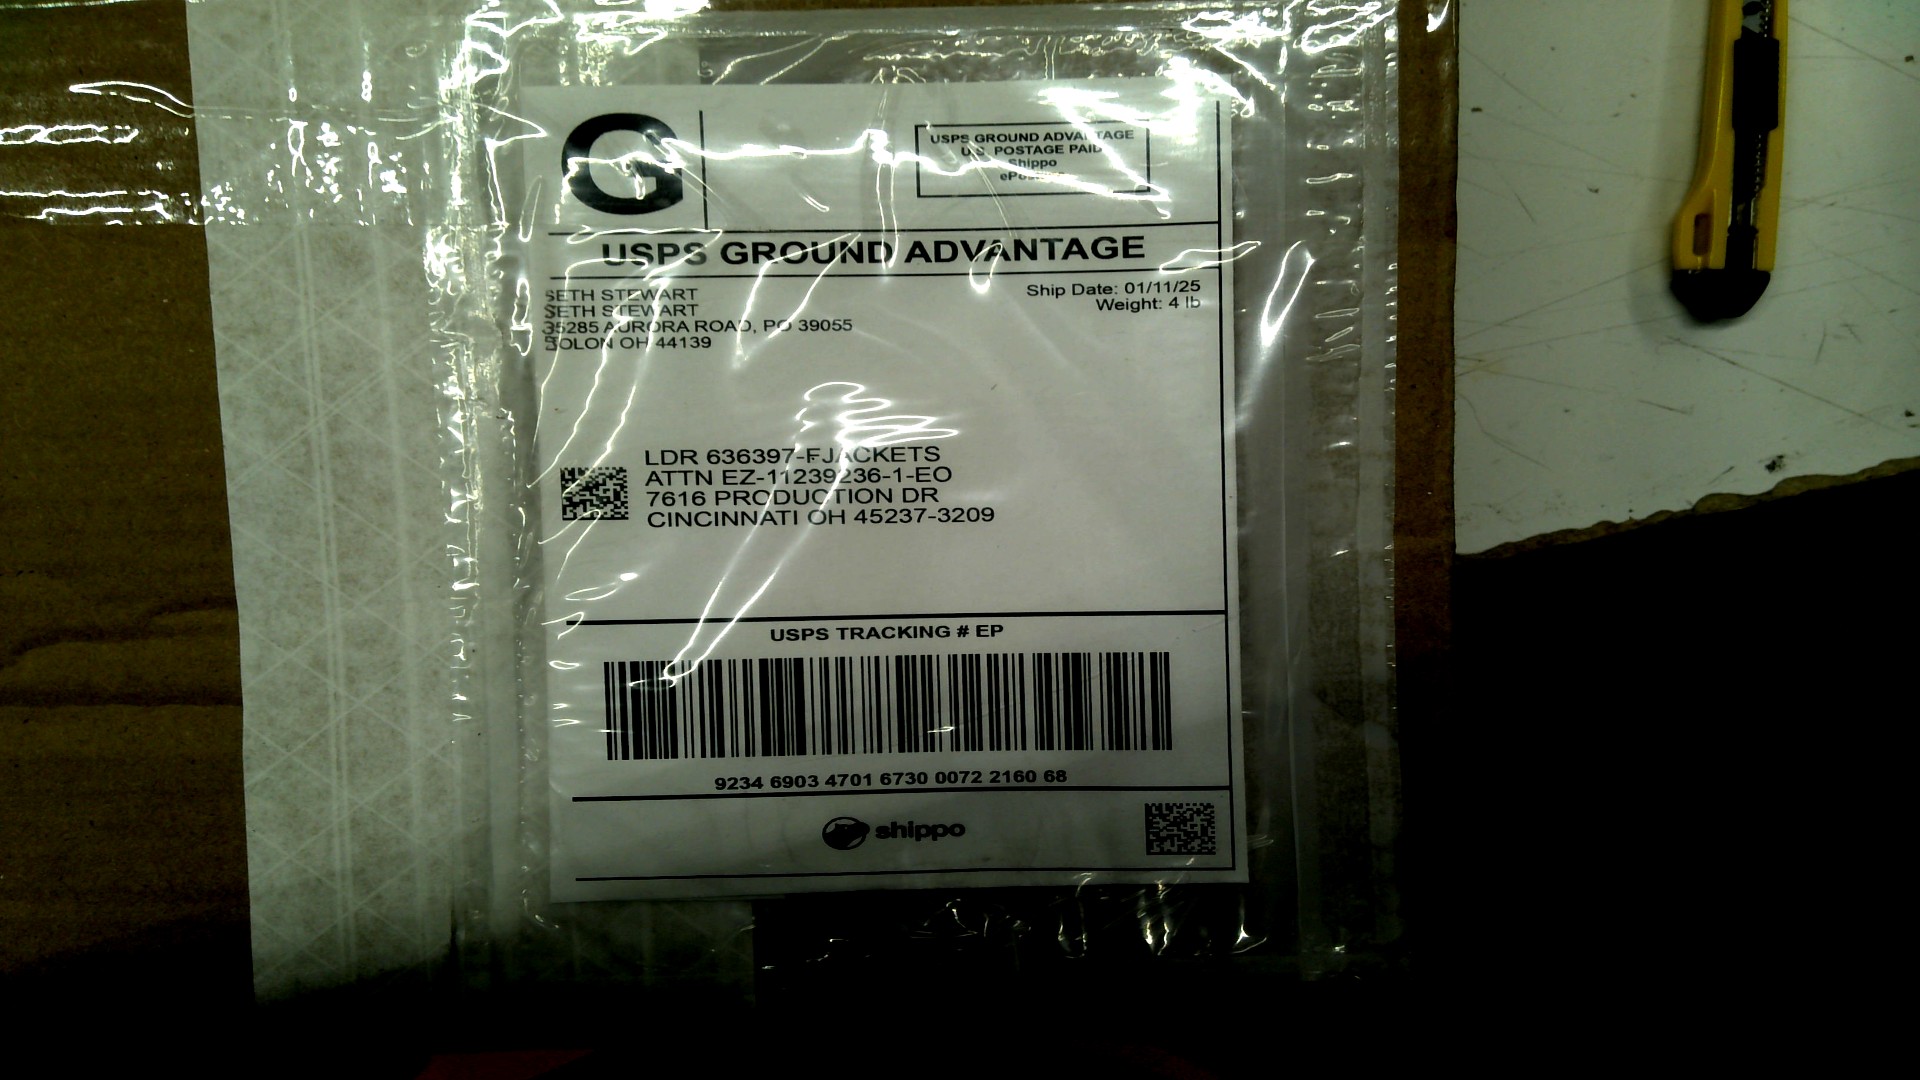 G
USPS GROUND ADVANTAGE
U.S. POSTAGE PAID
Shippo
USPS GROUND ADVANTAGE
SETH STEWART
SETH STEWART
35285 AURORA ROAD, PO 39055
SOLON OH 44139
Ship Date: 01/11/25
Weight: 4 lb
LDR 636397-FJACKETS
ATTN EZ-11239236-1-EO
7616 PRODUCTION DR
CINCINNATI OH 45237-3209
USPS TRACKING # EP
9234 6903 4701 6730 0072 2160 68
shippo